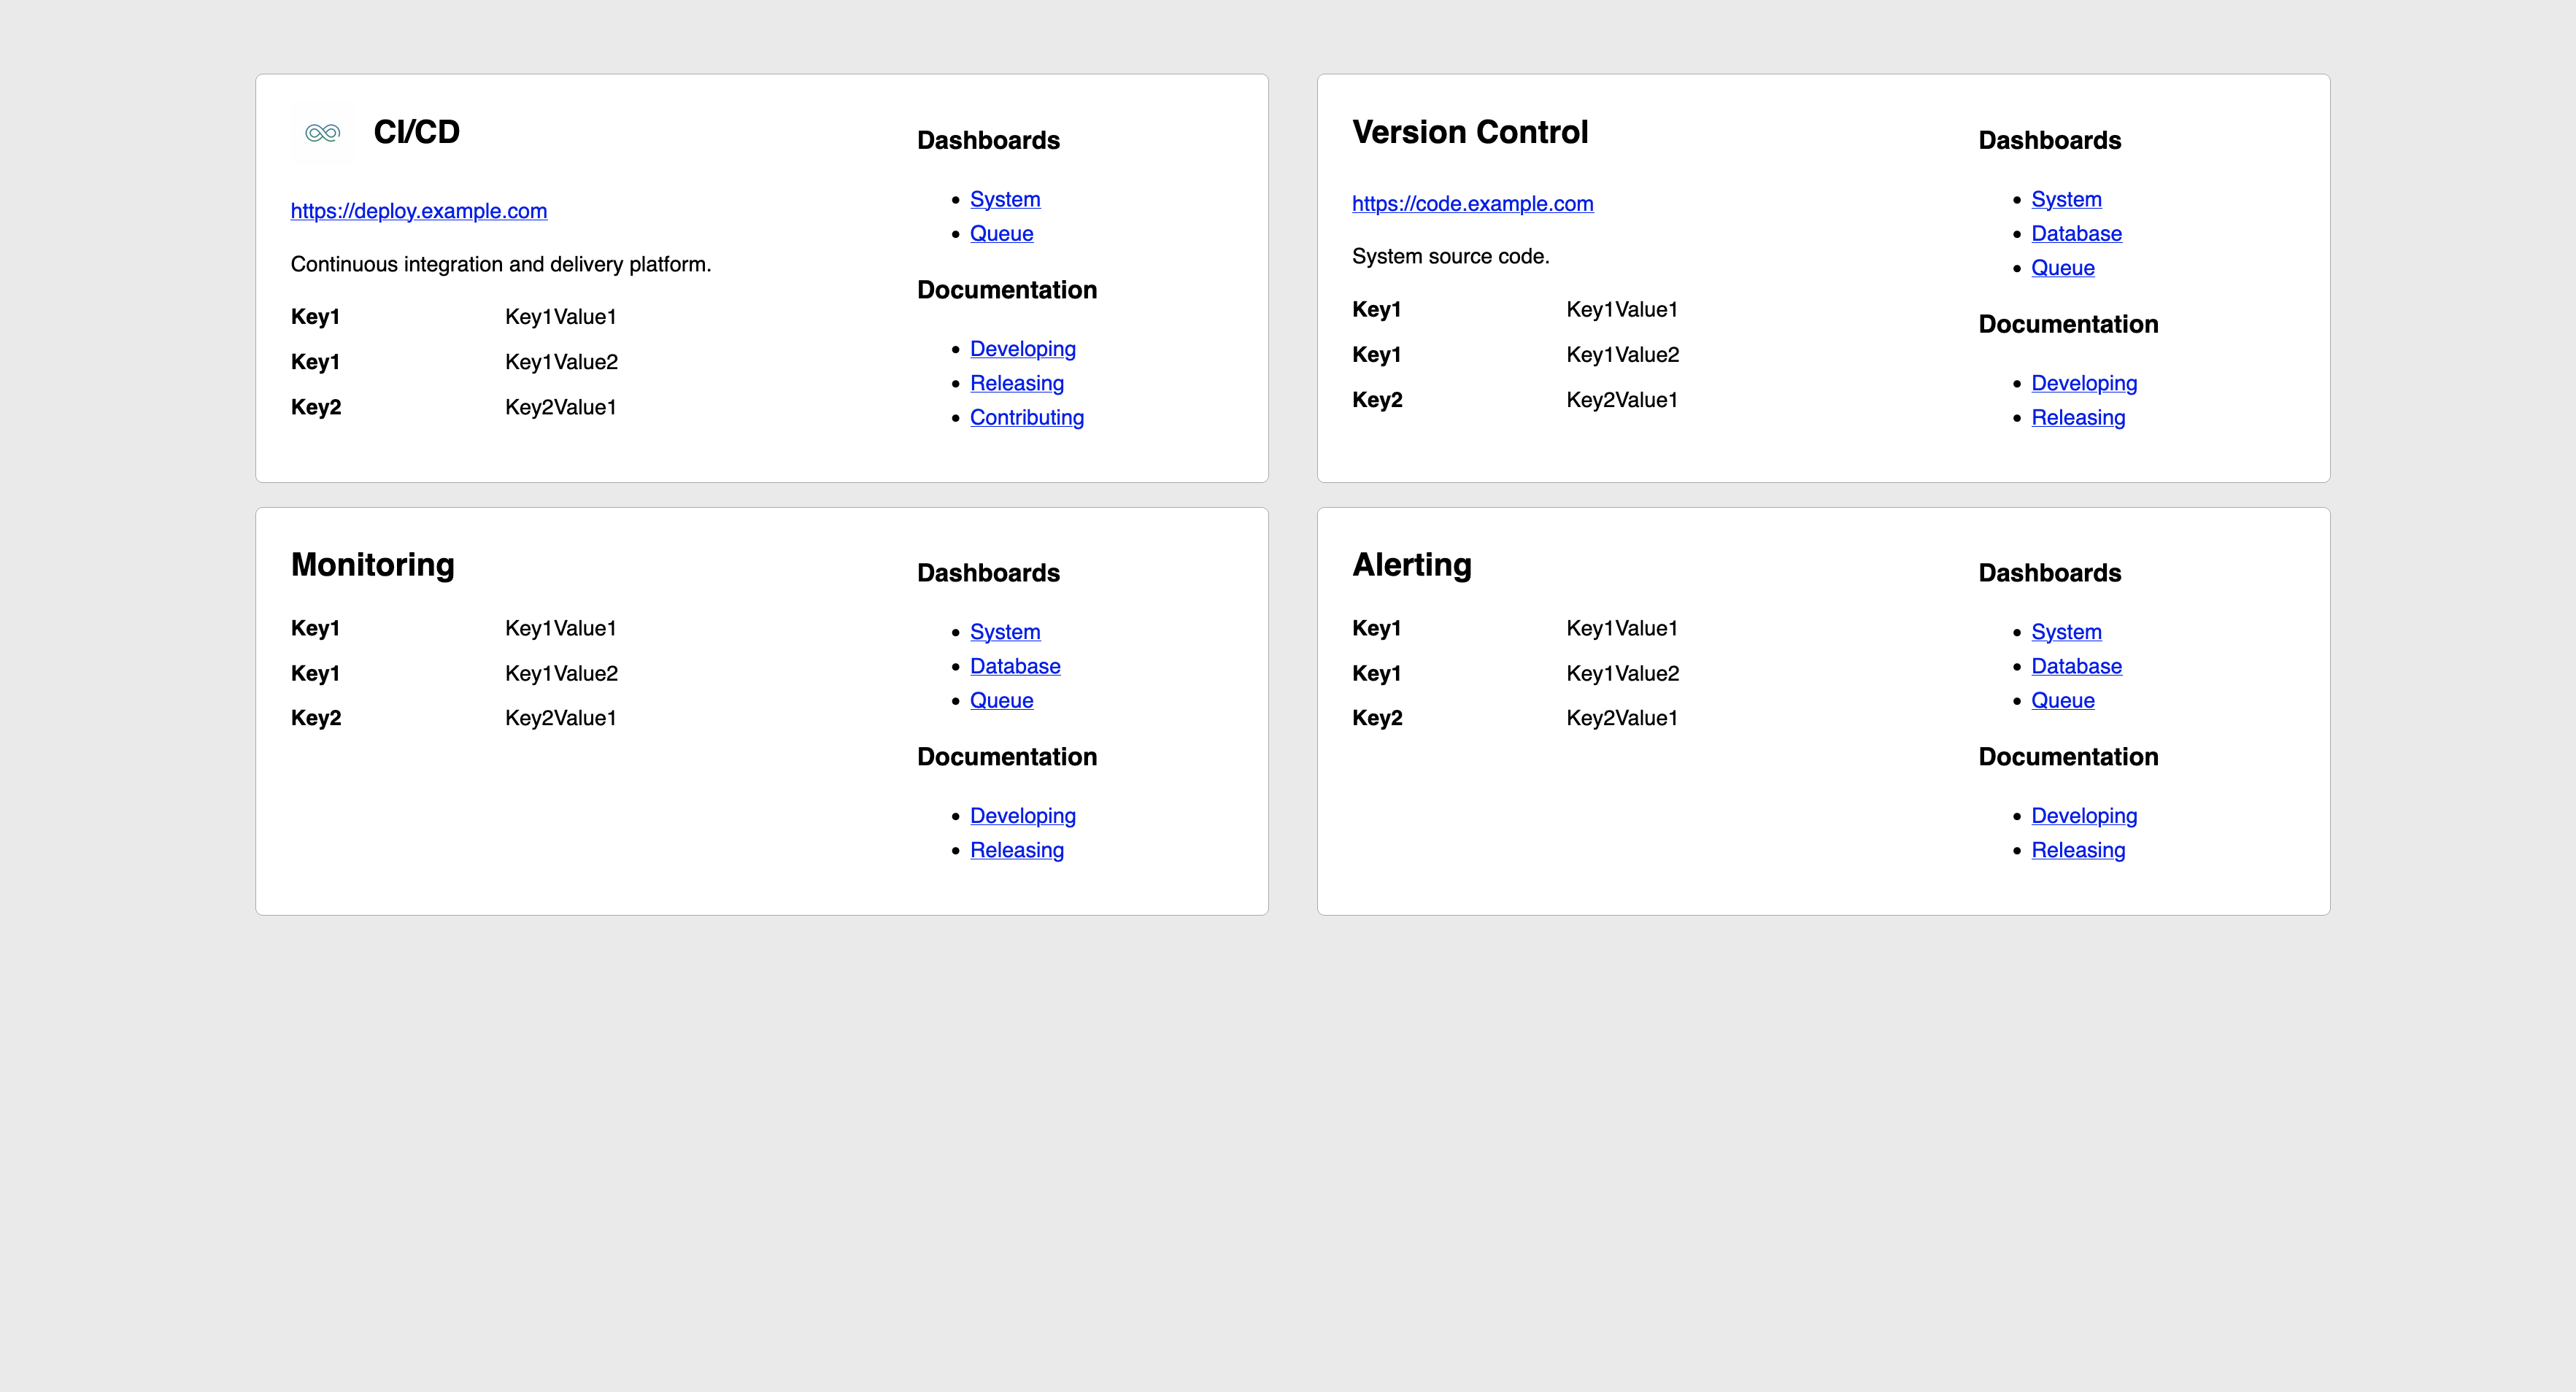 CI/CD
https://deploy.example.com
Continuous integration and delivery platform.
Key1 Key1Value1
Key1 Key1Value2
Key2 Key2Value1
Dashboards
System
Queue
Documentation
Developing
Releasing
Contributing
Version Control
https://code.example.com
System source code.
Key1 Key1Value1
Key1 Key1Value2
Key2 Key2Value1
Dashboards
System
Database
Queue
Documentation
Developing
Releasing
Monitoring
Key1 Key1Value1
Key1 Key1Value2
Key2 Key2Value1
Dashboards
System
Database
Queue
Documentation
Developing
Releasing
Alerting
Key1 Key1Value1
Key1 Key1Value2
Key2 Key2Value1
Dashboards
System
Database
Queue
Documentation
Developing
Releasing